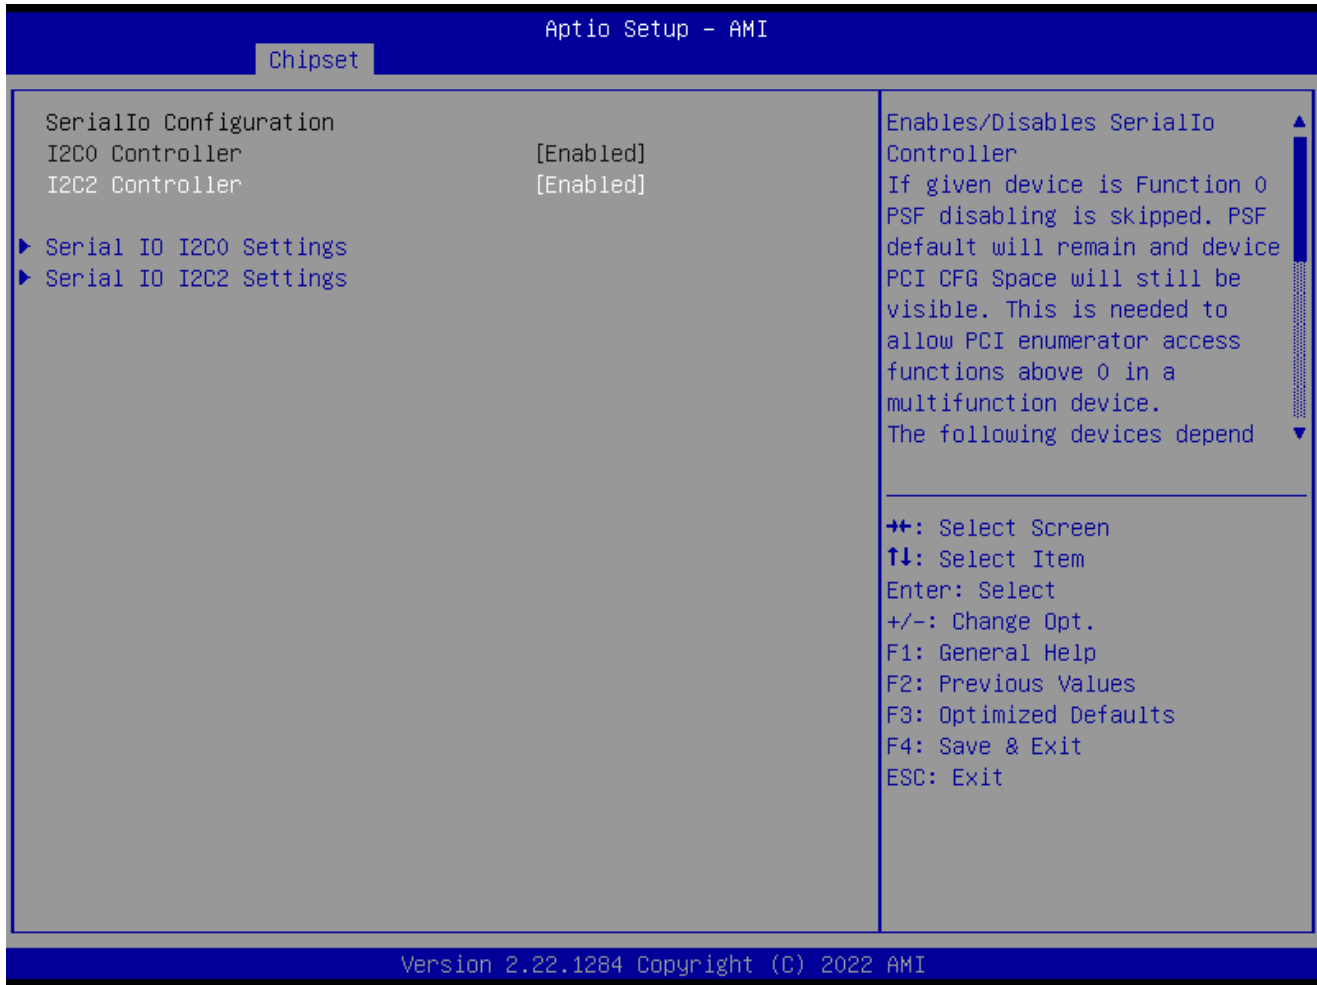 Aptio Setup – AMI
Chipset
SerialIo Configuration
I2C0 Controller [Enabled]
I2C2 Controller [Enabled]
▶ Serial IO I2C0 Settings
▶ Serial IO I2C2 Settings
Enables/Disables SerialIo
Controller
If given device is Function 0
PSF disabling is skipped. PSF
default will remain and device
PCI CFG Space will still be
visible. This is needed to
allow PCI enumerator access
functions above 0 in a
multifunction device.
The following devices depend
→←: Select Screen
↑↓: Select Item
Enter: Select
+/-: Change Opt.
F1: General Help
F2: Previous Values
F3: Optimized Defaults
F4: Save & Exit
ESC: Exit
Version 2.22.1284 Copyright (C) 2022 AMI